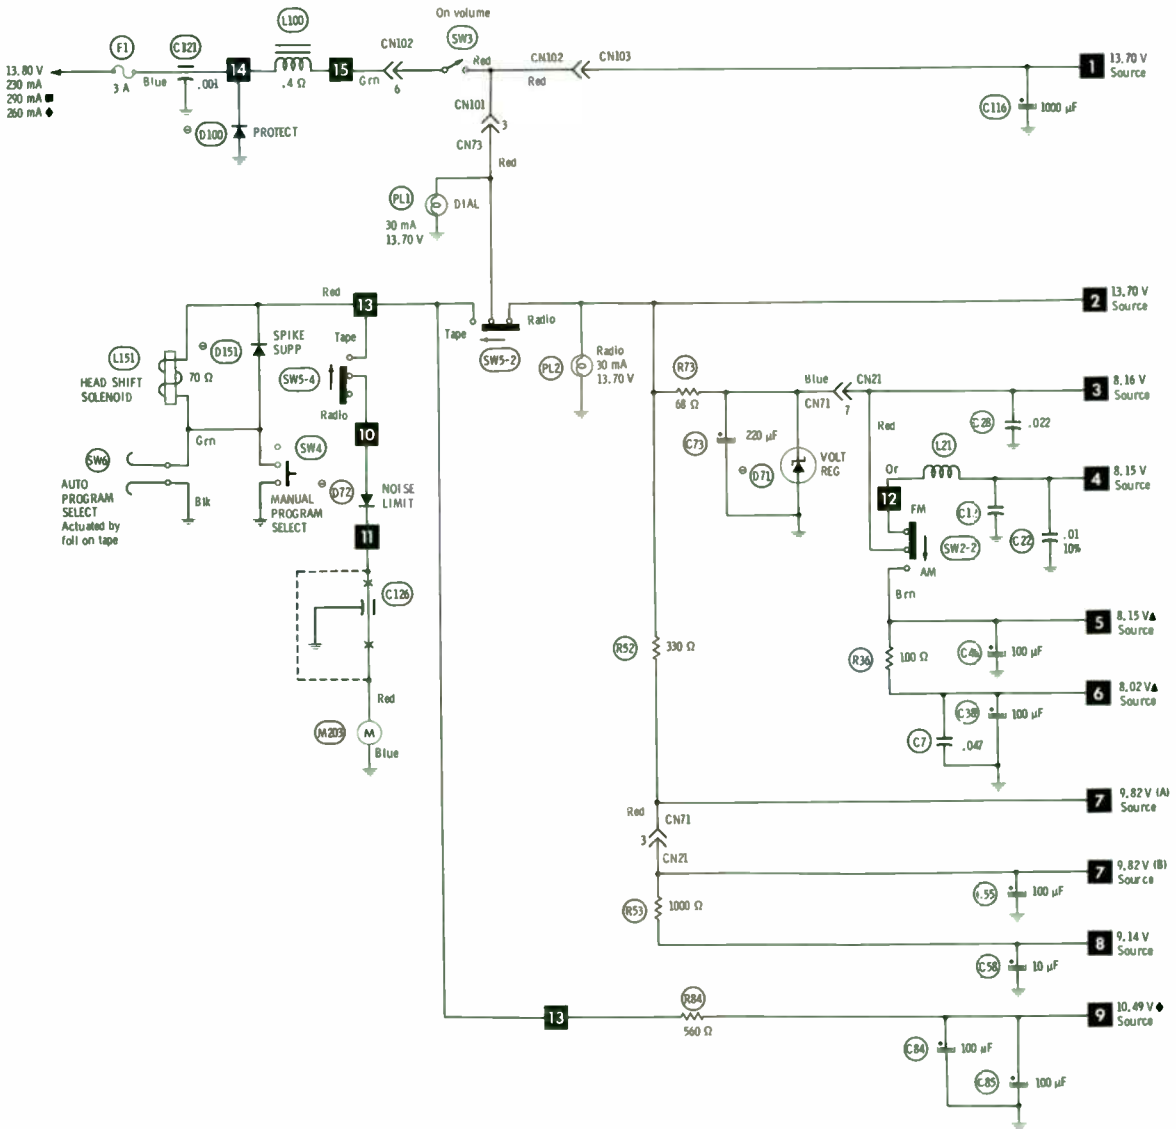 On volume
SW3
L100
F1
C121
14
15
CN102
Red
CN102
CN103
1
13.70 V
Source
13.80 V
230 mA
290 mA ■
260 mA ◆
3 A
Blue
.001
.4 Ω
Grn
6
Red
C116
1000 µF
D100
PROTECT
CN101
3
CN73
Red
PL1
DIAL
30 mA
13.70 V
Red
13
2
13.70 V
Source
Tape
Radio
SW5-2
PL2
Radio
30 mA
13.70 V
L151
HEAD SHIFT
SOLENOID
70 Ω
D151
SPIKE
SUPP
Tape
SW5-4
Radio
10
R73
68 Ω
Blue
CN21
CN71
7
3
8.16 V
Source
C73
220 µF
D71
VOLT
REG
Red
C28
.022
Grn
SW4
SW6
AUTO
PROGRAM
SELECT
Actuated by
foil on tape
Blk
MANUAL
PROGRAM
SELECT
D72
NOISE
LIMIT
11
Or
L21
12
FM
SW2-2
AM
Brn
4
8.15 V
Source
C22
.01
10%
C126
Red
M203
M
Blue
R52
330 Ω
R36
100 Ω
5
8.15 V▲
Source
100 µF
6
8.02 V▲
Source
C38
100 µF
C7
.047
7
9.82 V (A)
Source
Red
CN71
3
CN21
7
9.82 V (B)
Source
100 µF
R53
1000 Ω
8
9.14 V
Source
C58
10 µF
13
R84
560 Ω
9
10.49 V ◆
Source
C84
100 µF
C85
100 µF